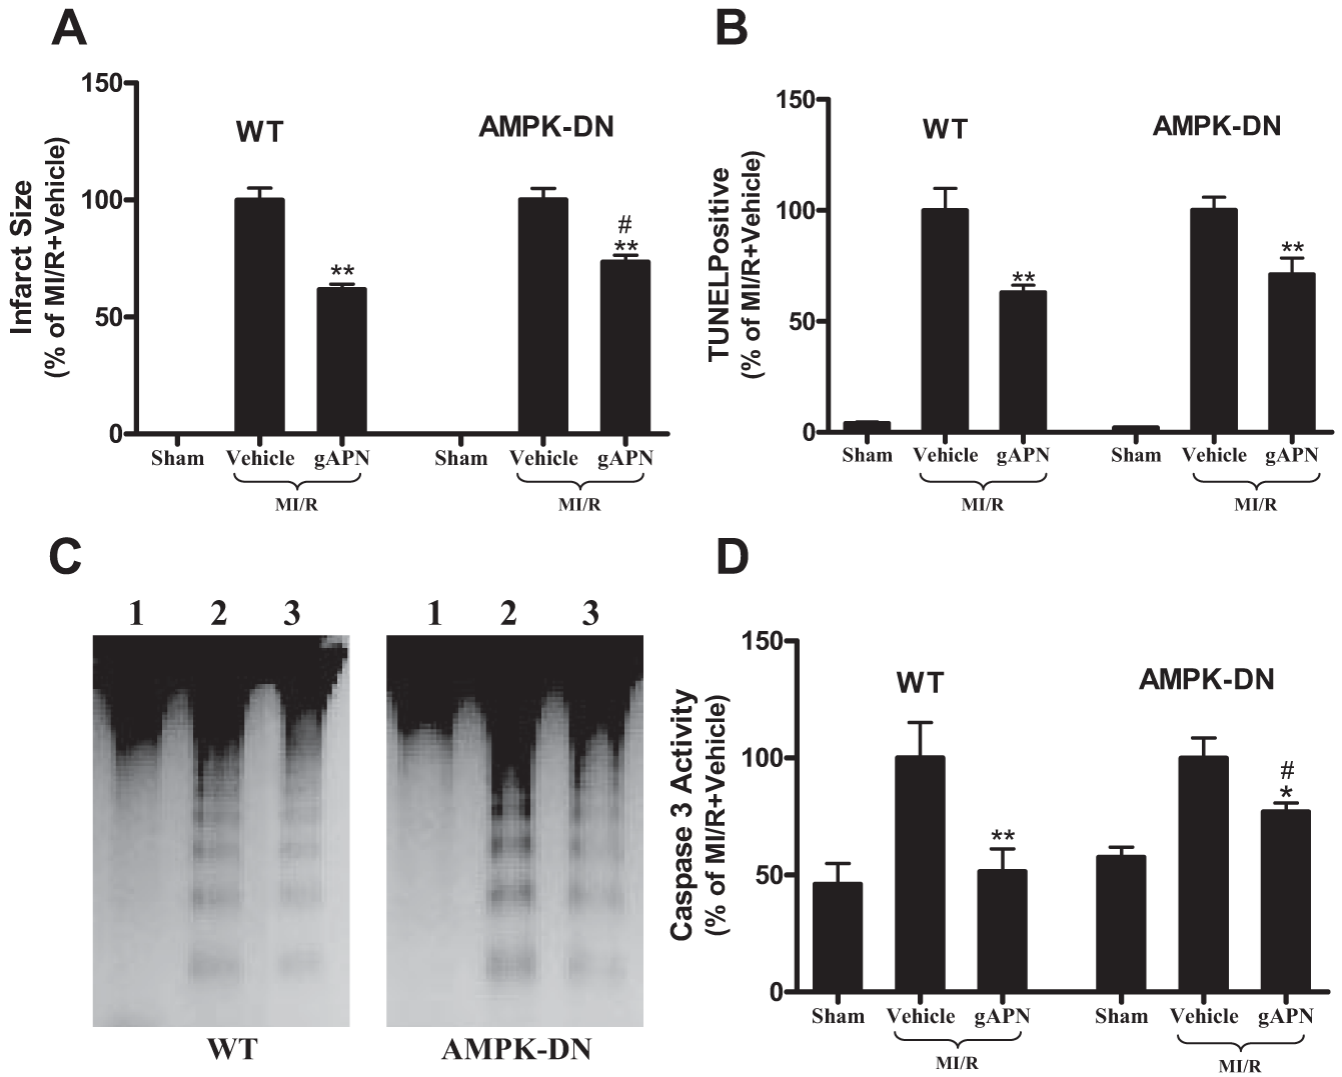 A
Infarct Size
(% of MI/R+Vehicle)
150
100
50
0
WT
AMPK-DN
**
#
**
Sham Vehicle gAPN Sham Vehicle gAPN
MI/R MI/R
B
TUNELPositive
(% of MI/R+Vehicle)
150
100
50
0
WT
AMPK-DN
**
**
Sham Vehicle gAPN Sham Vehicle gAPN
MI/R MI/R
C
1 2 3 1 2 3
WT AMPK-DN
D
Caspase 3 Activity
(% of MI/R+Vehicle)
150
100
50
0
WT
AMPK-DN
**
#
*
Sham Vehicle gAPN Sham Vehicle gAPN
MI/R MI/R